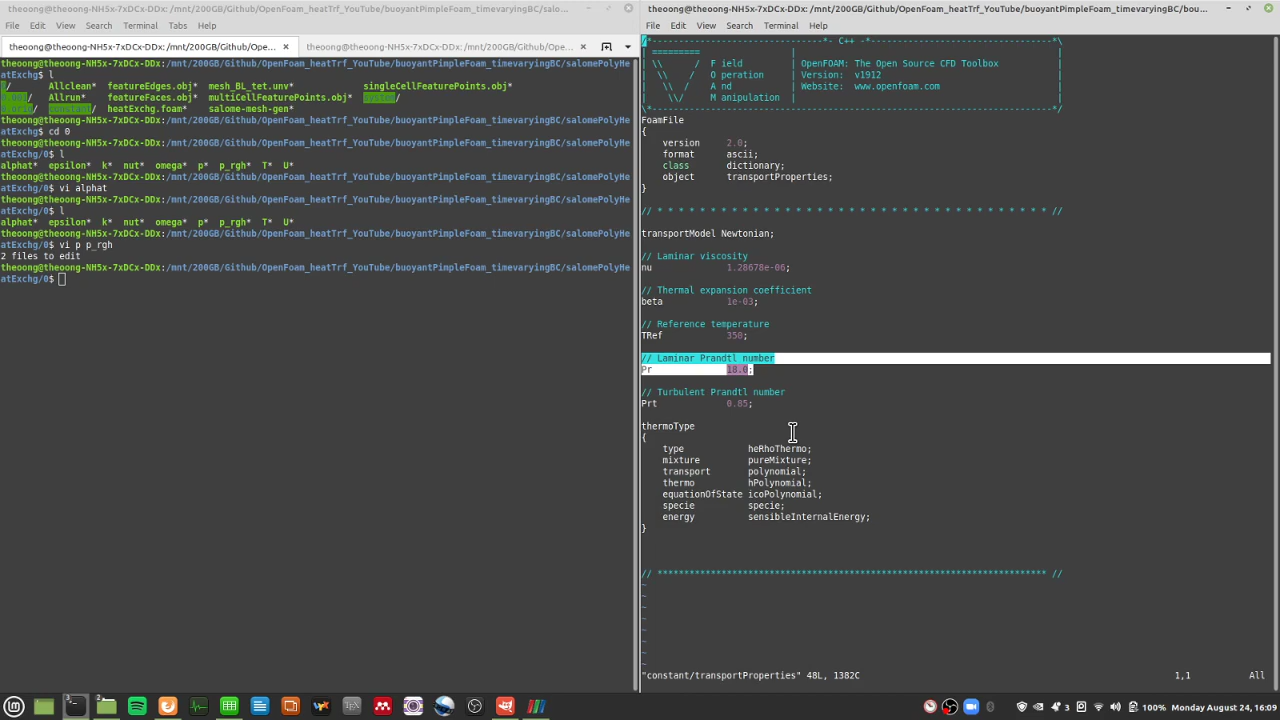 theoong@theoong-NH5x-7xDCx-DDx: /mnt/200GB/Github/OpenFoam_heatTrf_YouTube/buoyantPimpleFoam_timevaryingBC/salo...
File Edit View Search Terminal Tabs Help
theoong@theoong-NH5x-7xDCx-DDx: /mnt/200GB/Github/Ope... × theoong@theoong-NH5x-7xDCx-DDx: /mnt/200GB/Github/Op... ×
theoong@theoong-NH5x-7xDCx-DDx:/mnt/200GB/Github/OpenFoam_heatTrf_YouTube/buoyantPimpleFoam_timevaryingBC/salomePolyHe
atExchg$ l
Allclean* featureEdges.obj* mesh_BL_tet.unv* singleCellFeaturePoints.obj*
Allrun* featureFaces.obj* multiCellFeaturePoints.obj* system/
constant/ heatExchg.foam* salome-mesh-gen*
theoong@theoong-NH5x-7xDCx-DDx:/mnt/200GB/Github/OpenFoam_heatTrf_YouTube/buoyantPimpleFoam_timevaryingBC/salomePolyHe
atExchg$ cd 0
theoong@theoong-NH5x-7xDCx-DDx:/mnt/200GB/Github/OpenFoam_heatTrf_YouTube/buoyantPimpleFoam_timevaryingBC/salomePolyHe
atExchg/0$ l
alphat* epsilon* k* nut* omega* p* p_rgh* T* U*
theoong@theoong-NH5x-7xDCx-DDx:/mnt/200GB/Github/OpenFoam_heatTrf_YouTube/buoyantPimpleFoam_timevaryingBC/salomePolyHe
atExchg/0$ vi alphat
theoong@theoong-NH5x-7xDCx-DDx:/mnt/200GB/Github/OpenFoam_heatTrf_YouTube/buoyantPimpleFoam_timevaryingBC/salomePolyHe
atExchg/0$ l
alphat* epsilon* k* nut* omega* p* p_rgh* T* U*
theoong@theoong-NH5x-7xDCx-DDx:/mnt/200GB/Github/OpenFoam_heatTrf_YouTube/buoyantPimpleFoam_timevaryingBC/salomePolyHe
atExchg/0$ vi p p_rgh
2 files to edit
theoong@theoong-NH5x-7xDCx-DDx:/mnt/200GB/Github/OpenFoam_heatTrf_YouTube/buoyantPimpleFoam_timevaryingBC/salomePolyHe
atExchg/0$
theoong@theoong-NH5x-7xDCx-DDx: /mnt/200GB/Github/OpenFoam_heatTrf_YouTube/buoyantPimpleFoam_timevaryingBC/bou...
File Edit View Search Terminal Help
/*--------------------------------*- C++ -*----------------------------------*\
| ========= | |
| \\ / F ield | OpenFOAM: The Open Source CFD Toolbox |
| \\ / O peration | Version: v1912 |
| \\ / A nd | Website: www.openfoam.com |
| \\/ M anipulation | |
\*---------------------------------------------------------------------------*/
FoamFile
{
version 2.0;
format ascii;
class dictionary;
object transportProperties;
}
// * * * * * * * * * * * * * * * * * * * * * * * * * * * * * * * * * * * * * //
transportModel Newtonian;
// Laminar viscosity
nu 1.28678e-06;
// Thermal expansion coefficient
beta 1e-03;
// Reference temperature
TRef 350;
// Laminar Prandtl number
Pr 18.0;
// Turbulent Prandtl number
Prt 0.85;
thermoType
{
type heRhoThermo;
mixture pureMixture;
transport polynomial;
thermo hPolynomial;
equationOfState icoPolynomial;
specie specie;
energy sensibleInternalEnergy;
}
// ************************************************************************* //
~
~
~
~
~
~
~
~
"constant/transportProperties" 48L, 1382C 1,1 All
3 2 3 100% Monday August 24, 16:09